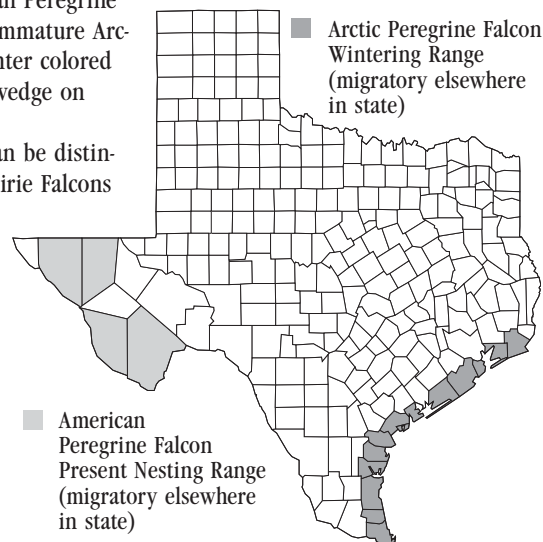 mmature Arc-
nter colored
wedge on
an be distin-
irie Falcons
Arctic Peregrine Falcon
Wintering Range
(migratory elsewhere
in state)
American
Peregrine Falcon
Present Nesting Range
(migratory elsewhere
in state)